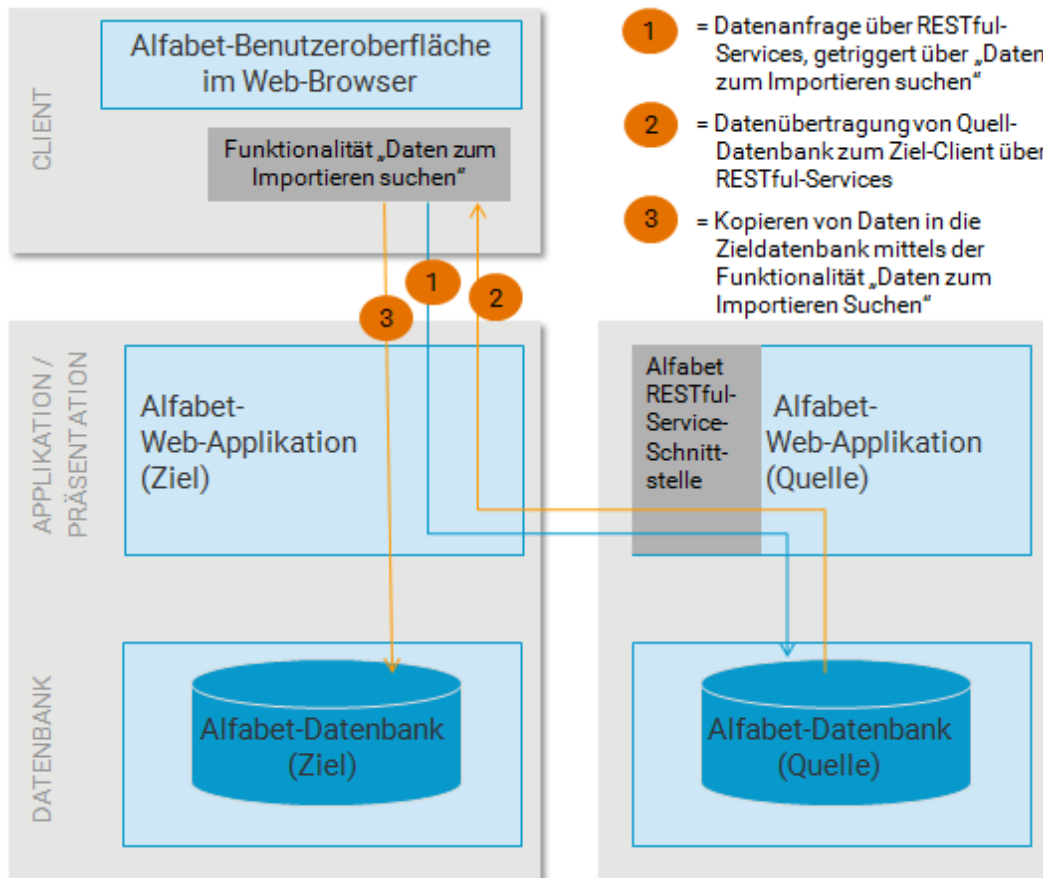 CLIENT
Alfabet-Benutzeroberfläche
im Web-Browser
Funktionalität „Daten zum
Importieren suchen“
1
= Datenanfrage über RESTful-
Services, getriggert über „Daten
zum Importieren suchen“
2
= Datenübertragung von Quell-
Datenbank zum Ziel-Client über
RESTful-Services
3
= Kopieren von Daten in die
Zieldatenbank mittels der
Funktionalität „Daten zum
Importieren Suchen“
1
2
3
APPLIKATION /
PRÄSENTATION
Alfabet-
Web-Applikation
(Ziel)
Alfabet
RESTful-
Service-
Schnitt-
stelle
Alfabet-
Web-Applikation
(Quelle)
DATENBANK
Alfabet-Datenbank
(Ziel)
Alfabet-Datenbank
(Quelle)